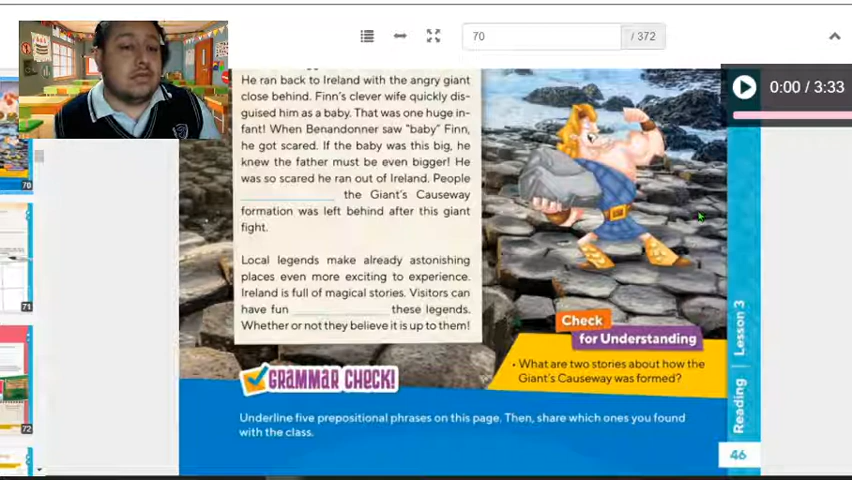 70
/ 372
0:00 / 3:33
He ran back to Ireland with the angry giant
close behind. Finn's clever wife quickly dis-
guised him as a baby. That was one huge in-
fant! When Benandonner saw "baby" Finn,
he got scared. If the baby was this big, he
knew the father must be even bigger! He
was so scared he ran out of Ireland. People
the Giant's Causeway
formation was left behind after this giant
fight.
Local legends make already astonishing
places even more exciting to experience.
Ireland is full of magical stories. Visitors can
have fun these legends.
Whether or not they believe it is up to them!
Check
for Understanding
• What are two stories about how the
Giant's Causeway was formed?
GRAMMAR CHECK!
Underline five prepositional phrases on this page. Then, share which ones you found
with the class.
Reading | Lesson 3
46
70
71
72